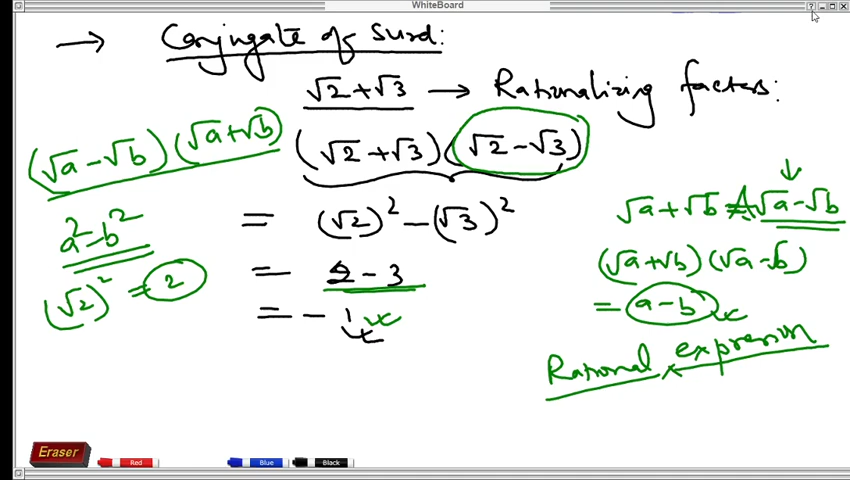 WhiteBoard
→ Conjugate of Surd:
√2 + √3 → Rationalizing factors:
(√a − √b) (√a + √b)
(√2 + √3) (√2 − √3)
a² − b²
= (√2)² − (√3)²
(√2)² = 2
= 2 − 3
= − 1
√a + √b √a − √b
(√a + √b) (√a − √b)
= a − b
Rational expression
Eraser
Red Blue Black